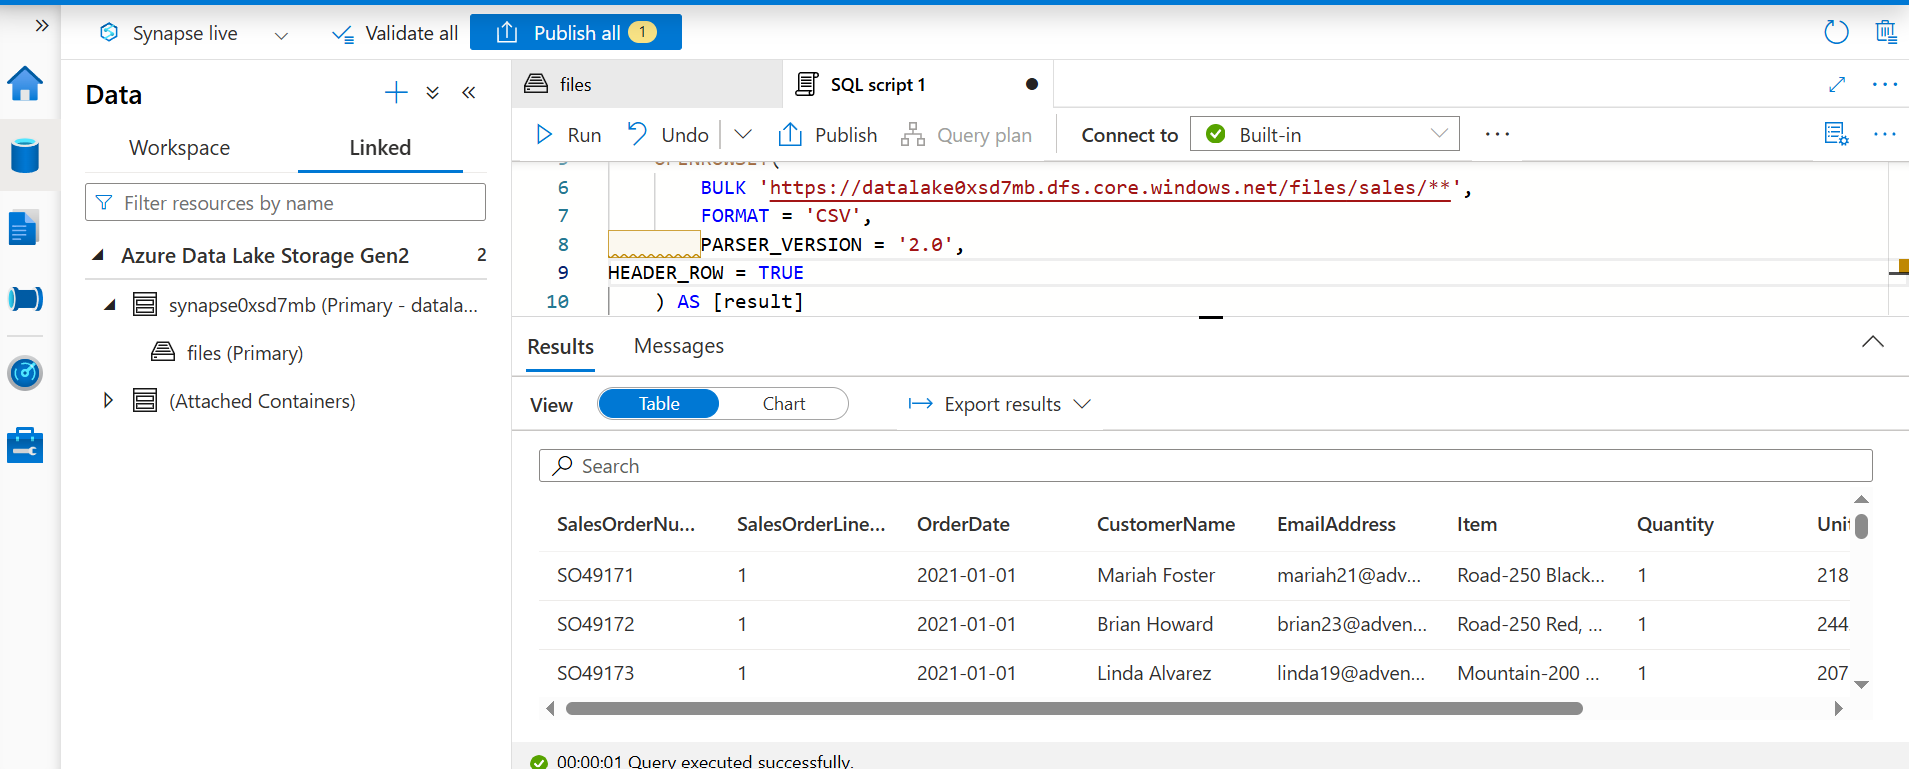 Synapse live
Validate all
Publish all 1
Data
Workspace
Linked
Filter resources by name
Azure Data Lake Storage Gen2 2
synapse0xsd7mb (Primary - datala...
files (Primary)
(Attached Containers)
files
SQL script 1
Run
Undo
Publish
Query plan
Connect to
Built-in
6 BULK 'https://datalake0xsd7mb.dfs.core.windows.net/files/sales/**',
7 FORMAT = 'CSV',
8 PARSER_VERSION = '2.0',
9 HEADER_ROW = TRUE
10 ) AS [result]
Results
Messages
View
Table
Chart
Export results
Search
SalesOrderNu... SalesOrderLine... OrderDate CustomerName EmailAddress Item Quantity Unit
SO49171 1 2021-01-01 Mariah Foster mariah21@adv... Road-250 Black... 1 218
SO49172 1 2021-01-01 Brian Howard brian23@adven... Road-250 Red, ... 1 244
SO49173 1 2021-01-01 Linda Alvarez linda19@adven... Mountain-200 ... 1 207
00:00:01 Query executed successfully.